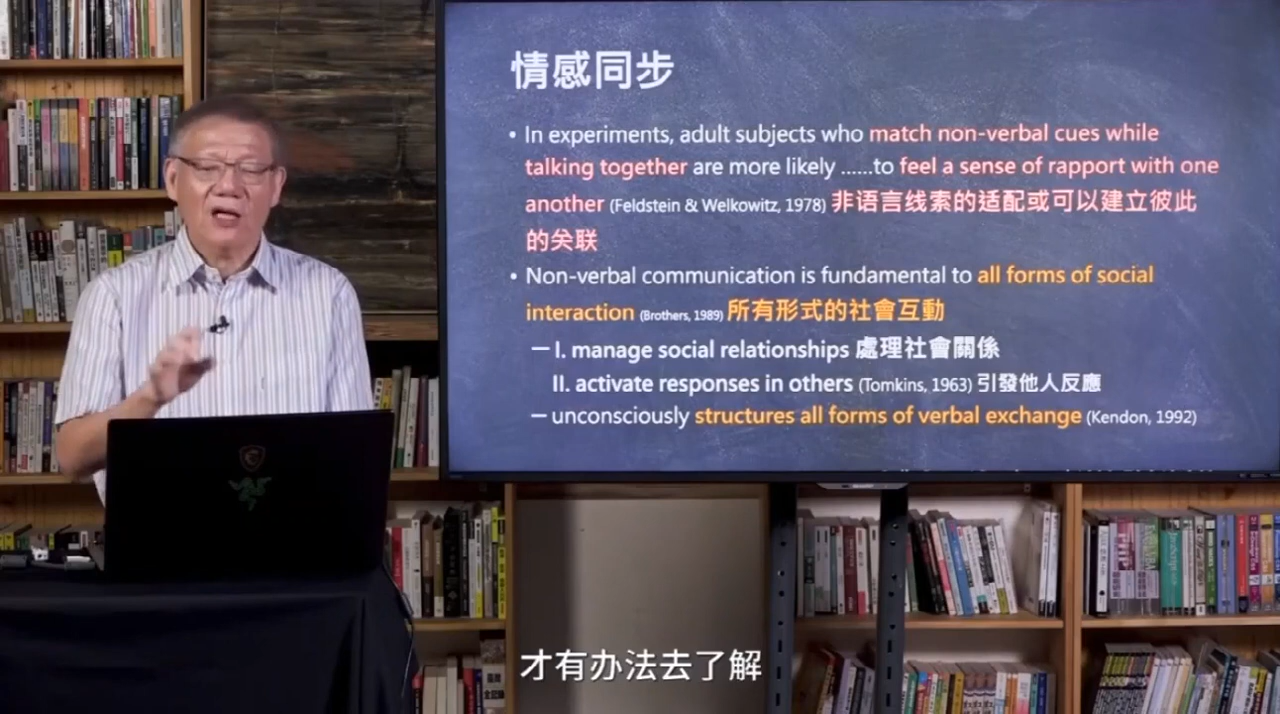 情感同步
• In experiments, adult subjects who match non-verbal cues while
talking together are more likely ......to feel a sense of rapport with one
another (Feldstein & Welkowitz, 1978) 非语言线索的适配或可以建立彼此
的关联
• Non-verbal communication is fundamental to all forms of social
interaction (Brothers, 1989) 所有形式的社會互動
– I. manage social relationships 處理社會關係
II. activate responses in others (Tomkins, 1963) 引發他人反應
– unconsciously structures all forms of verbal exchange (Kendon, 1992)
才有办法去了解